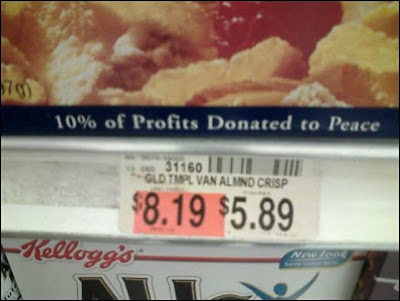 7g)
10% of Profits Donated to Peace
31160
GLD TMPL VAN ALMND CRISP
$8.19 $5.89
Kellogg's
New Look